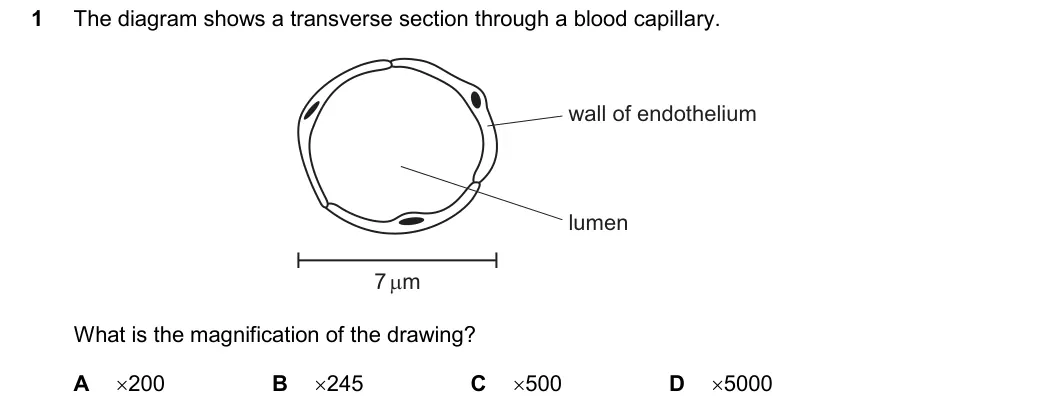 1 The diagram shows a transverse section through a blood capillary.
wall of endothelium
lumen
7 μm
What is the magnification of the drawing?
A ×200 B ×245 C ×500 D ×5000